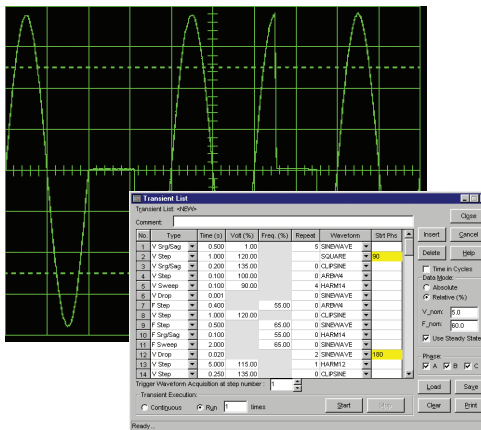 Transient List
Transient List: <NEW>
Close
Comment:
No. Type Time (s) Volt (%) Freq. (%) Repeat Waveform Strt Phs
Insert Cancel
1 V Srg/Sag 0.500 1.00 5 SINEWAVE
2 V Step 1.000 120.00 SQUARE 90
Delete Help
3 V Srg/Sag 0.200 135.00 0 CLIPSINE
4 V Step 0.100 100.00 0 ARBW4
Time in Cycles
5 V Sweep 0.100 90.00 4 HARM14
Data Mode:
6 V Drop 0.001 0 SINEWAVE
Absolute
7 F Step 0.400 55.00 0 ARBW4
Relative (%)
8 V Step 1.000 120.00 0 CLIPSINE
V_nom: 5.0
9 F Step 0.500 65.00 0 SINEWAVE
F_nom: 60.0
10 F Srg/Sag 0.100 55.00 0 HARM14
11 F Sweep 2.000 65.00 0 SINEWAVE
Use Steady State
12 V Drop 0.020 2 SINEWAVE 180
Phase:
13 V Step 5.000 115.00 1 HARM12
A B C
14 V Step 0.250 135.00 0 CLIPSINE
Trigger Waveform Acquisition at step number: 1
Load Save
Transient Execution:
Continuous Run 1 times Start Stop
Clear Print
Ready...